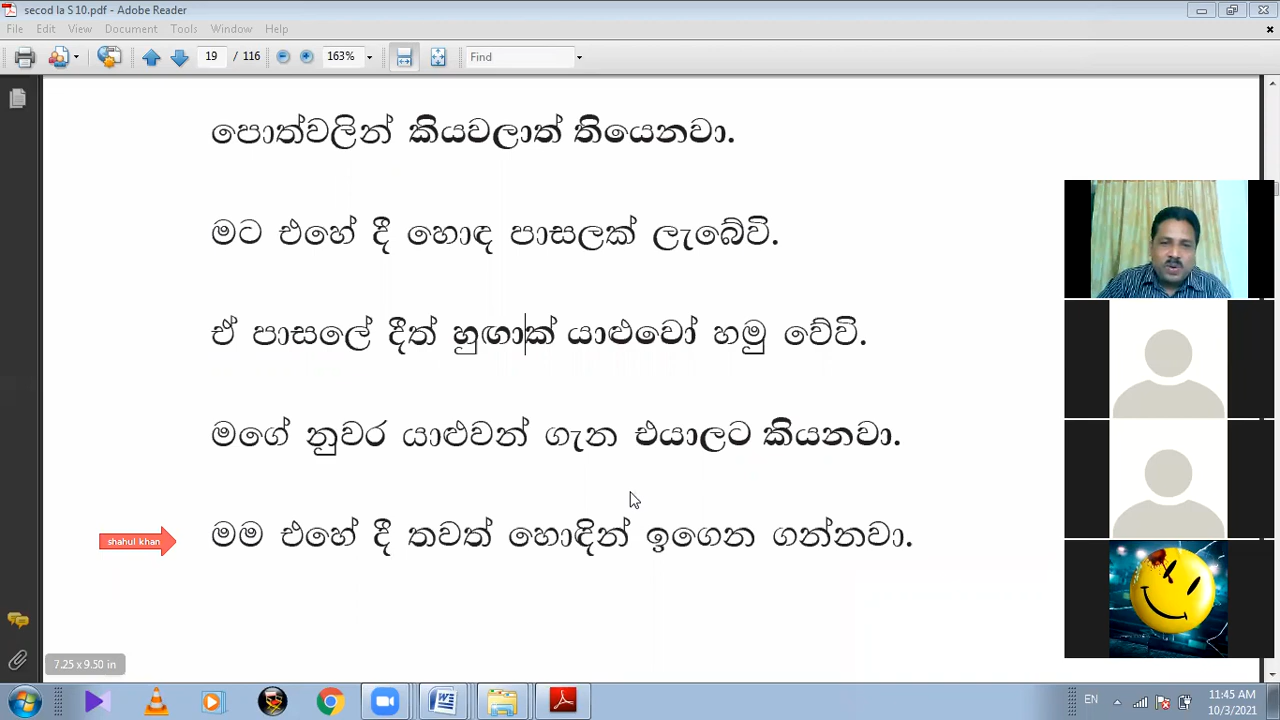 secod la S 10.pdf - Adobe Reader
File Edit View Document Tools Window Help
19 / 116 163% Find
පොත්වලින් කියවලාත් තියෙනවා.
මට එහේ දී හොඳ පාසලක් ලැබේවි.
ඒ පාසලේ දීත් හුඟාක් යාළුවෝ හමු වේවි.
මගේ නුවර යාළුවන් ගැන එයාලට කියනවා.
shahul khan
මම එහේ දී තවත් හොඳින් ඉගෙන ගන්නවා.
7.25 x 9.50 in
EN
11:45 AM
10/3/2021